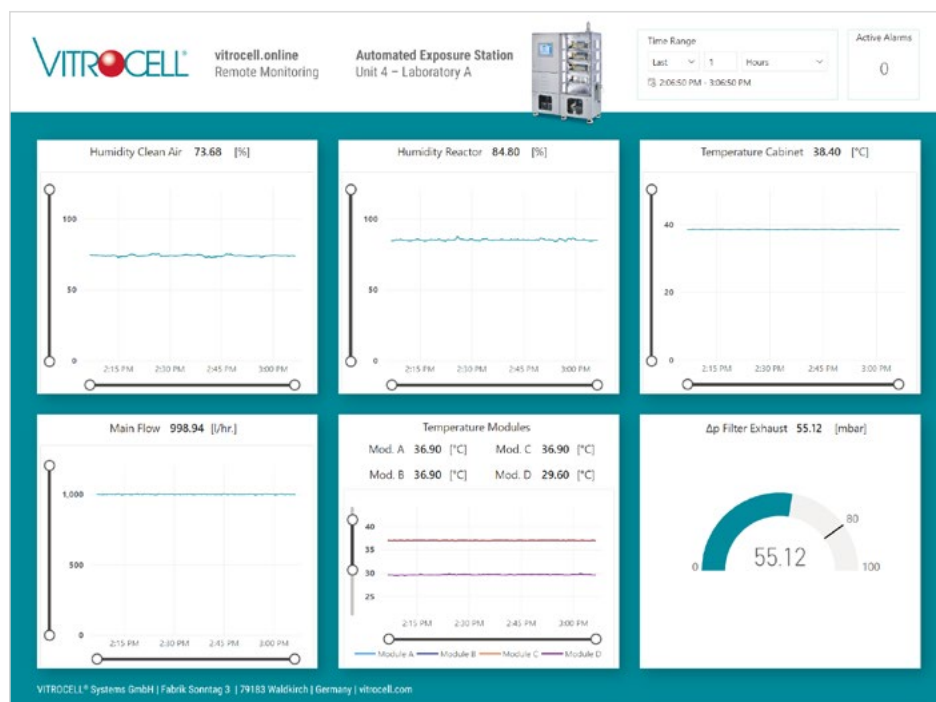 VITROCELL®
vitrocell.online
Remote Monitoring
Automated Exposure Station
Unit 4 – Laboratory A
Time Range
Last 1 Hours
2:06:50 PM - 3:06:50 PM
Active Alarms
0
Humidity Clean Air 73.68 [%]
100
50
0
2:15 PM 2:30 PM 2:45 PM 3:00 PM
Humidity Reactor 84.80 [%]
100
50
0
2:15 PM 2:30 PM 2:45 PM 3:00 PM
Temperature Cabinet 38.40 [°C]
40
20
0
2:15 PM 2:30 PM 2:45 PM 3:00 PM
Main Flow 998.94 [l/hr.]
1,000
500
0
2:15 PM 2:30 PM 2:45 PM 3:00 PM
Temperature Modules
Mod. A 36.90 [°C] Mod. C 36.90 [°C]
Mod. B 36.90 [°C] Mod. D 29.60 [°C]
40
35
30
25
2:15 PM 2:30 PM 2:45 PM 3:00 PM
Module A Module B Module C Module D
Δp Filter Exhaust 55.12 [mbar]
80
55.12
0 100
VITROCELL® Systems GmbH | Fabrik Sonntag 3 | 79183 Waldkirch | Germany | vitrocell.com